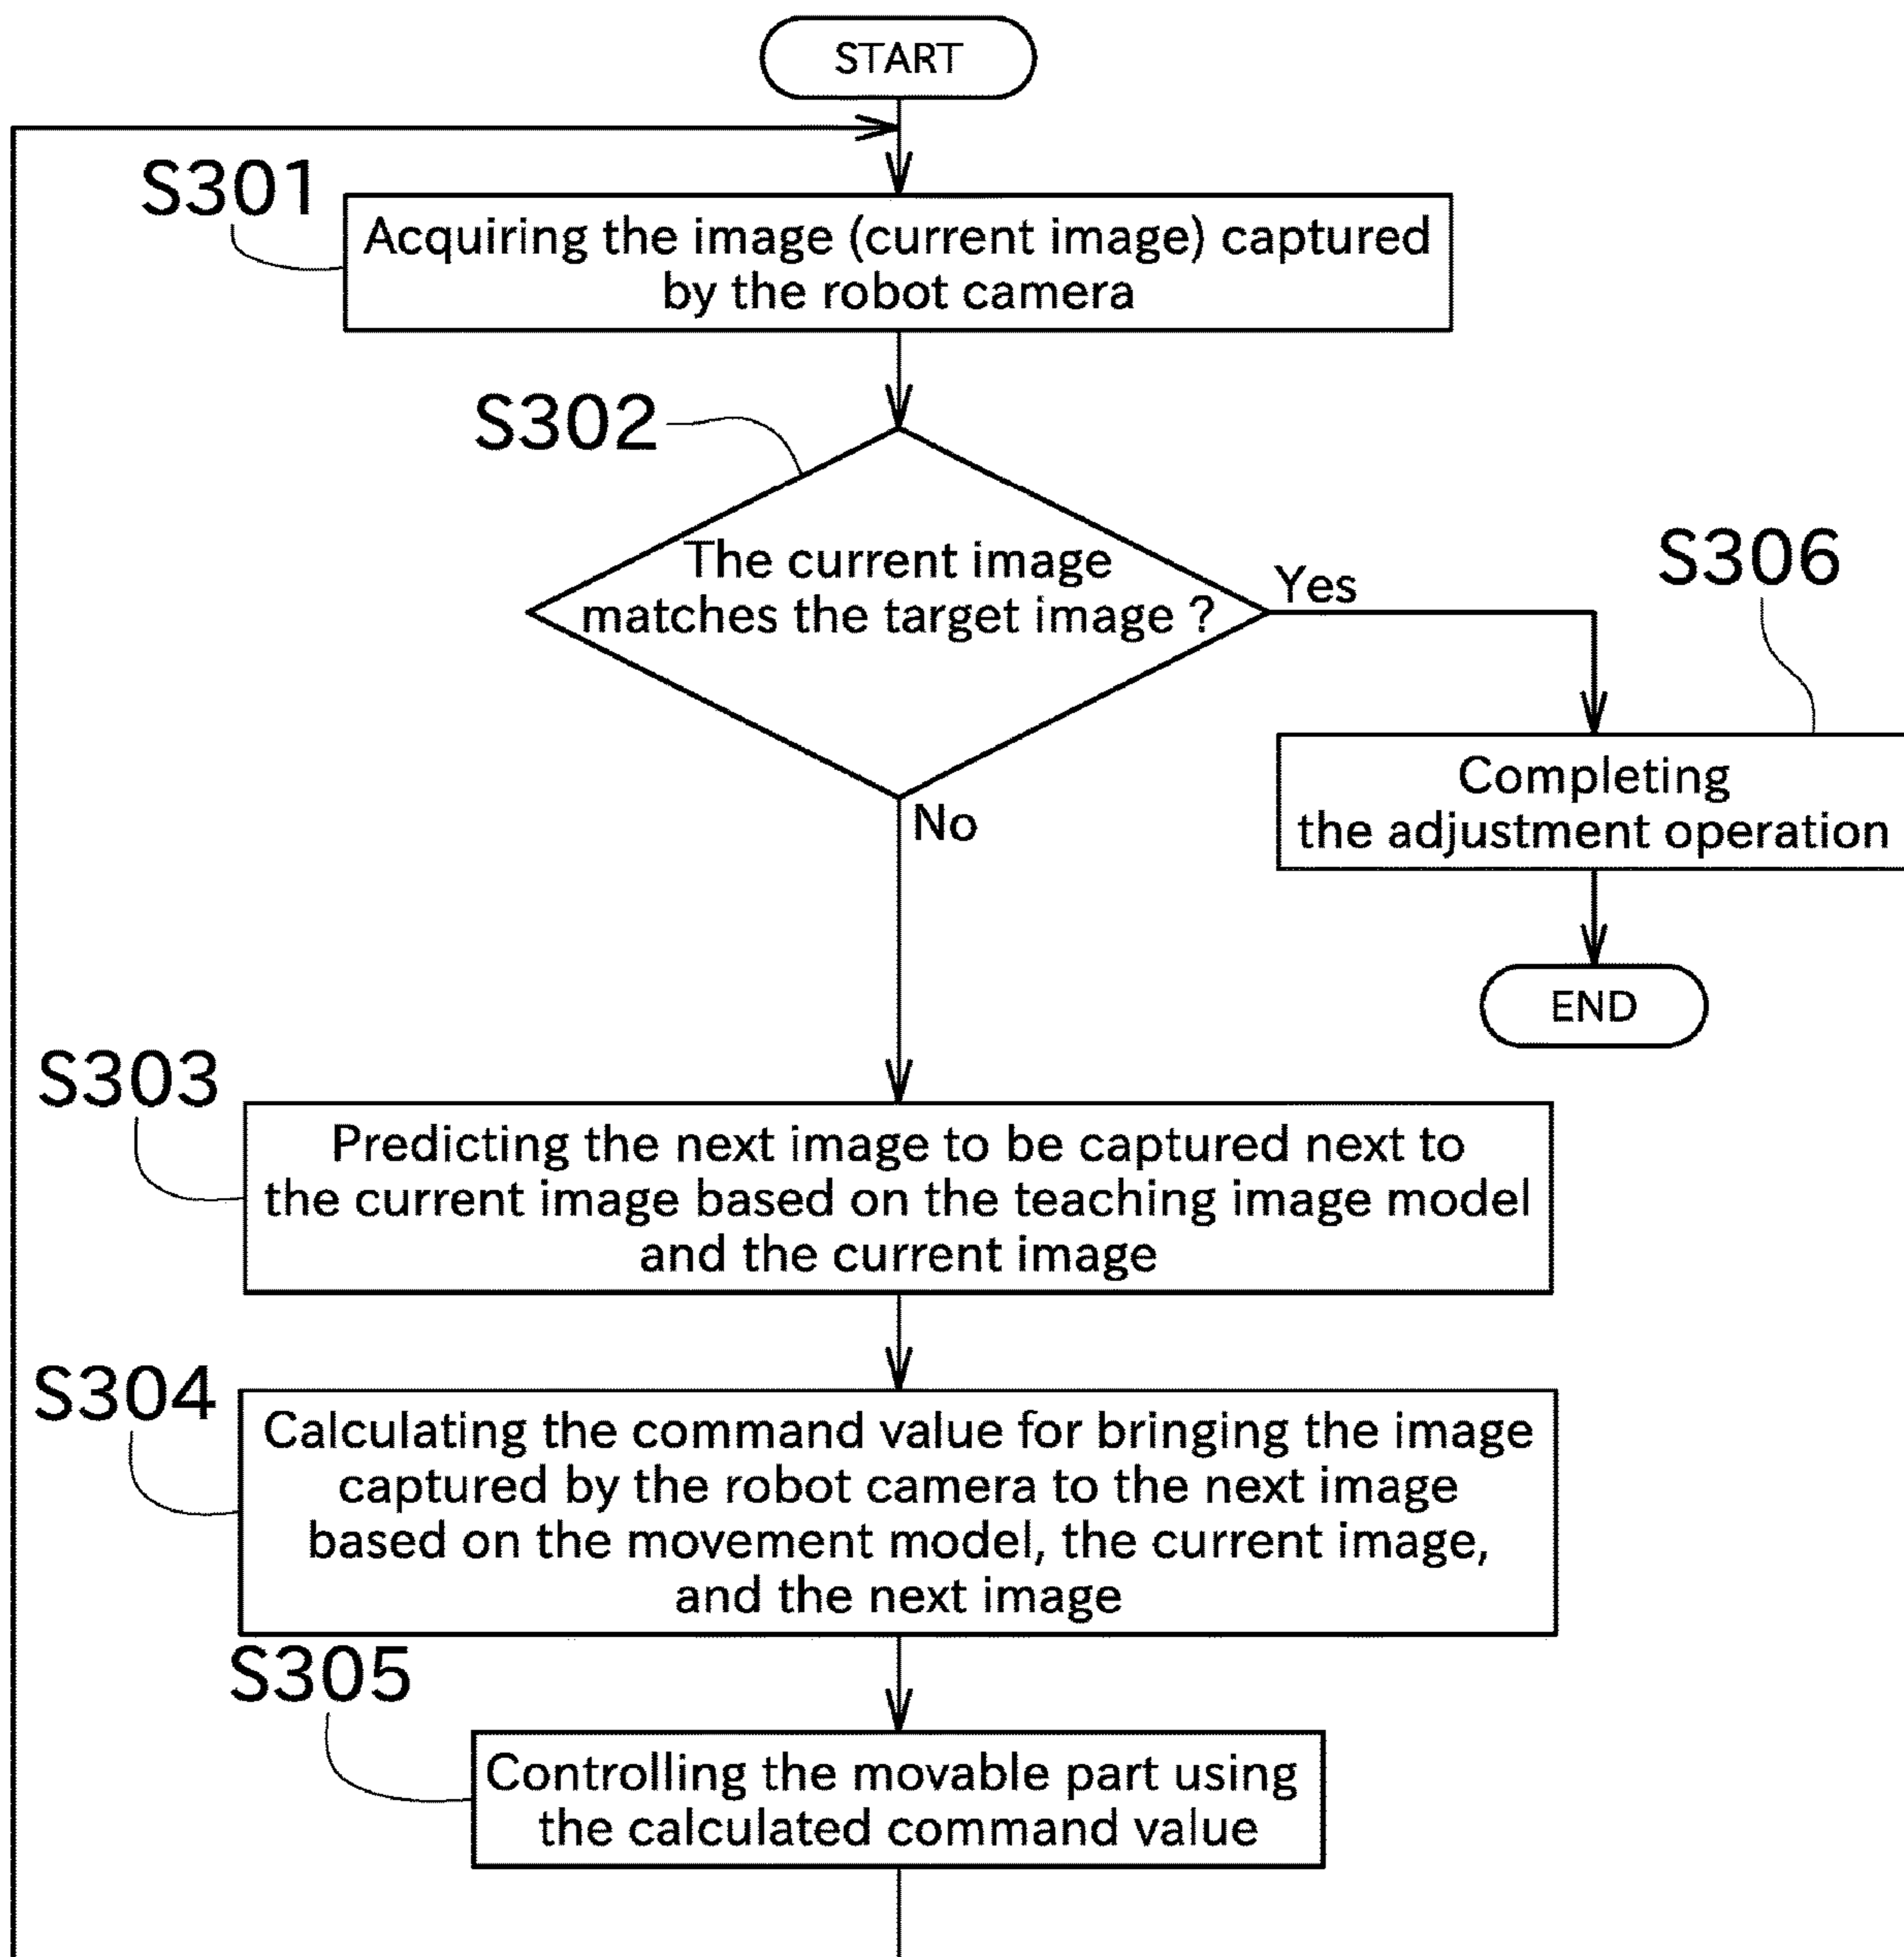 START
S301
Acquiring the image (current image) captured
by the robot camera
S302
The current image
matches the target image ?
Yes
No
S306
Completing
the adjustment operation
END
S303
Predicting the next image to be captured next to
the current image based on the teaching image model
and the current image
S304
Calculating the command value for bringing the image
captured by the robot camera to the next image
based on the movement model, the current image,
and the next image
S305
Controlling the movable part using
the calculated command value